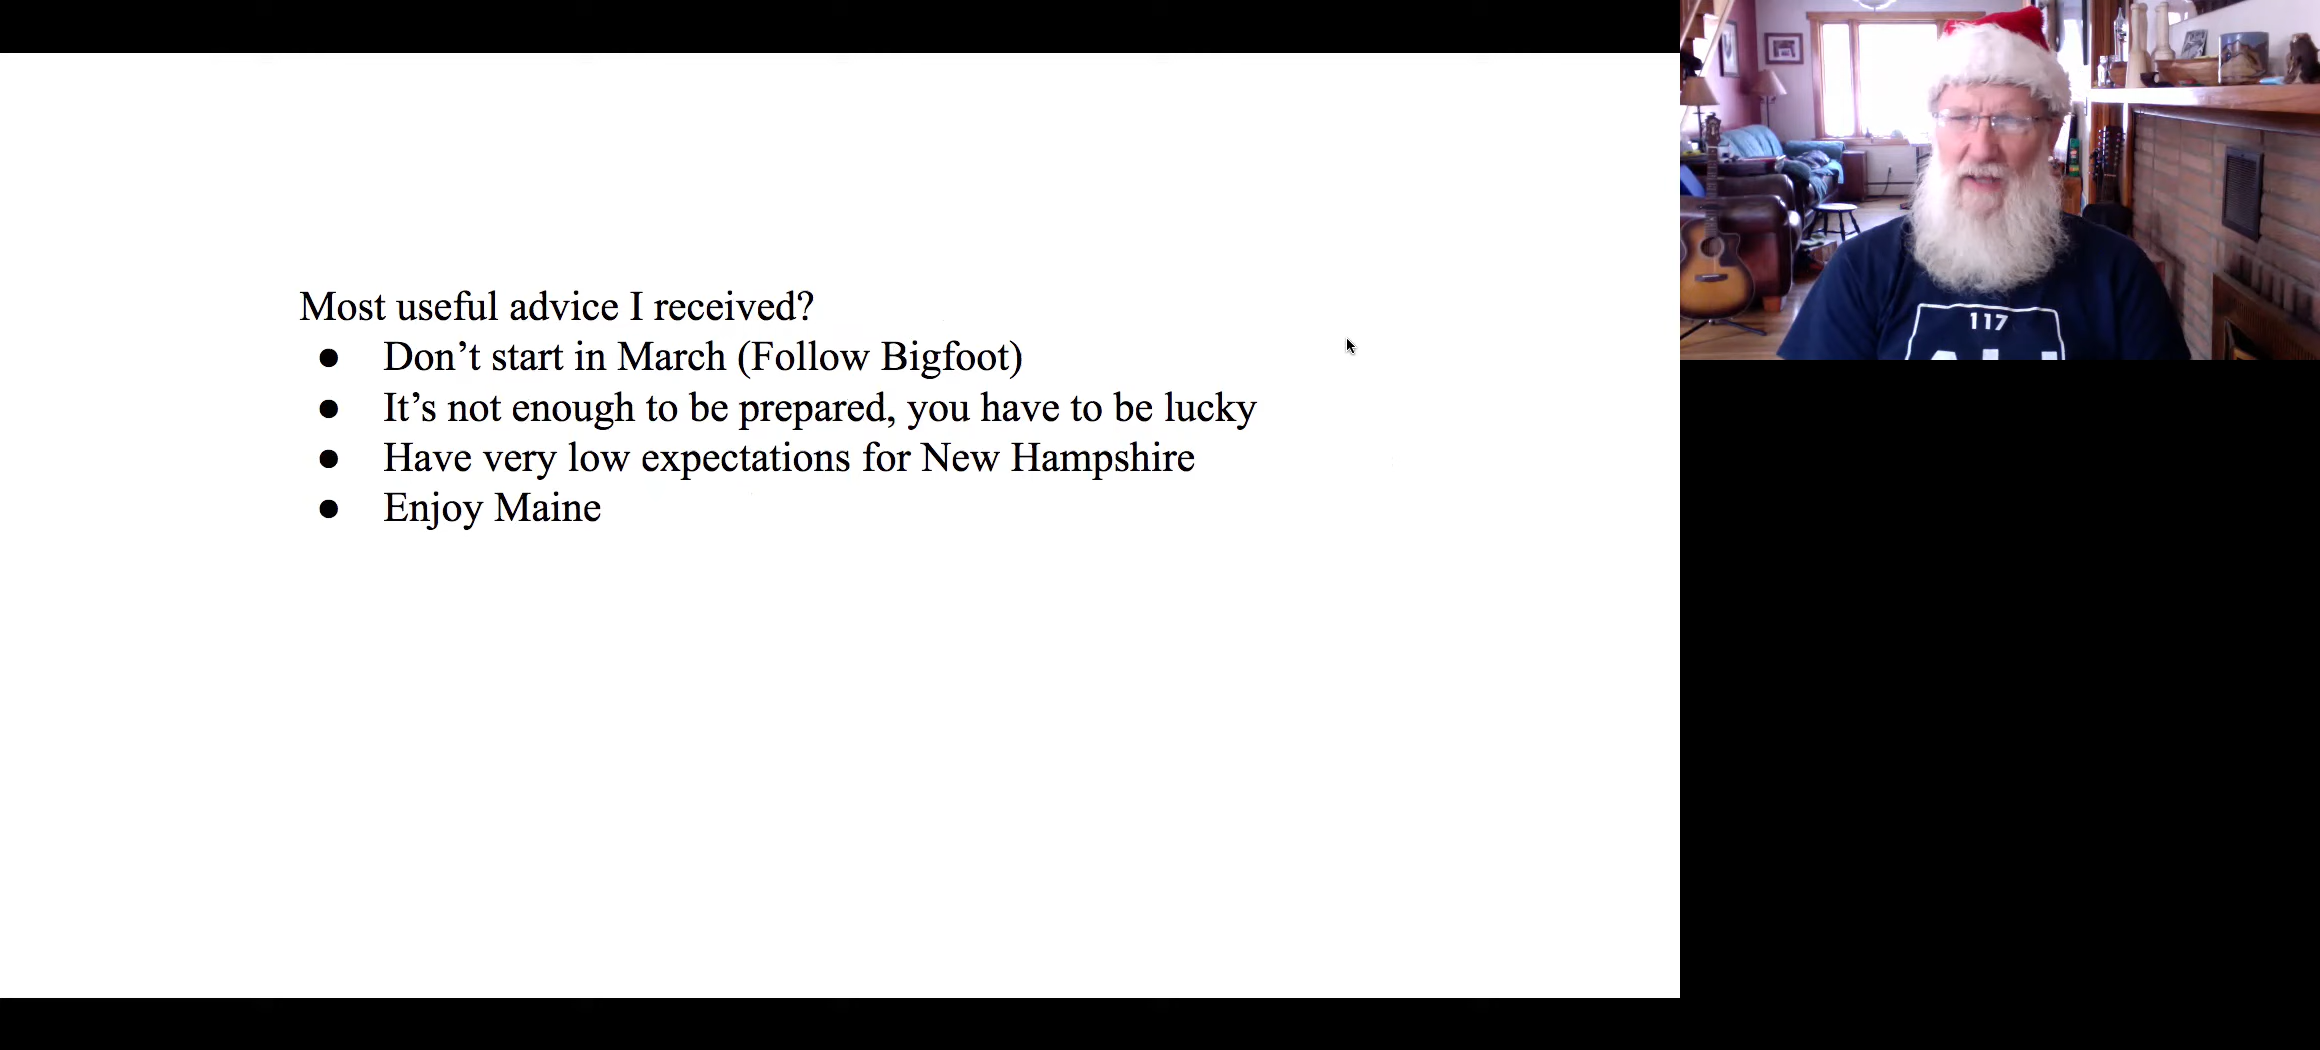 Most useful advice I received?
● Don’t start in March (Follow Bigfoot)
● It’s not enough to be prepared, you have to be lucky
● Have very low expectations for New Hampshire
● Enjoy Maine
117